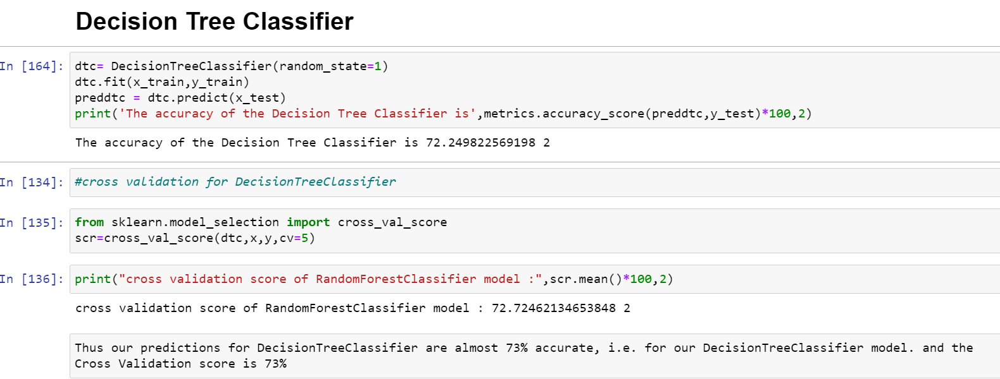 Decision Tree Classifier
In [164]:
dtc= DecisionTreeClassifier(random_state=1)
dtc.fit(x_train,y_train)
preddtc = dtc.predict(x_test)
print('The accuracy of the Decision Tree Classifier is',metrics.accuracy_score(preddtc,y_test)*100,2)
The accuracy of the Decision Tree Classifier is 72.249822569198 2
In [134]:
#cross validation for DecisionTreeClassifier
In [135]:
from sklearn.model_selection import cross_val_score
scr=cross_val_score(dtc,x,y,cv=5)
In [136]:
print("cross validation score of RandomForestClassifier model :",scr.mean()*100,2)
cross validation score of RandomForestClassifier model : 72.72462134653848 2
Thus our predictions for DecisionTreeClassifier are almost 73% accurate, i.e. for our DecisionTreeClassifier model. and the
Cross Validation score is 73%